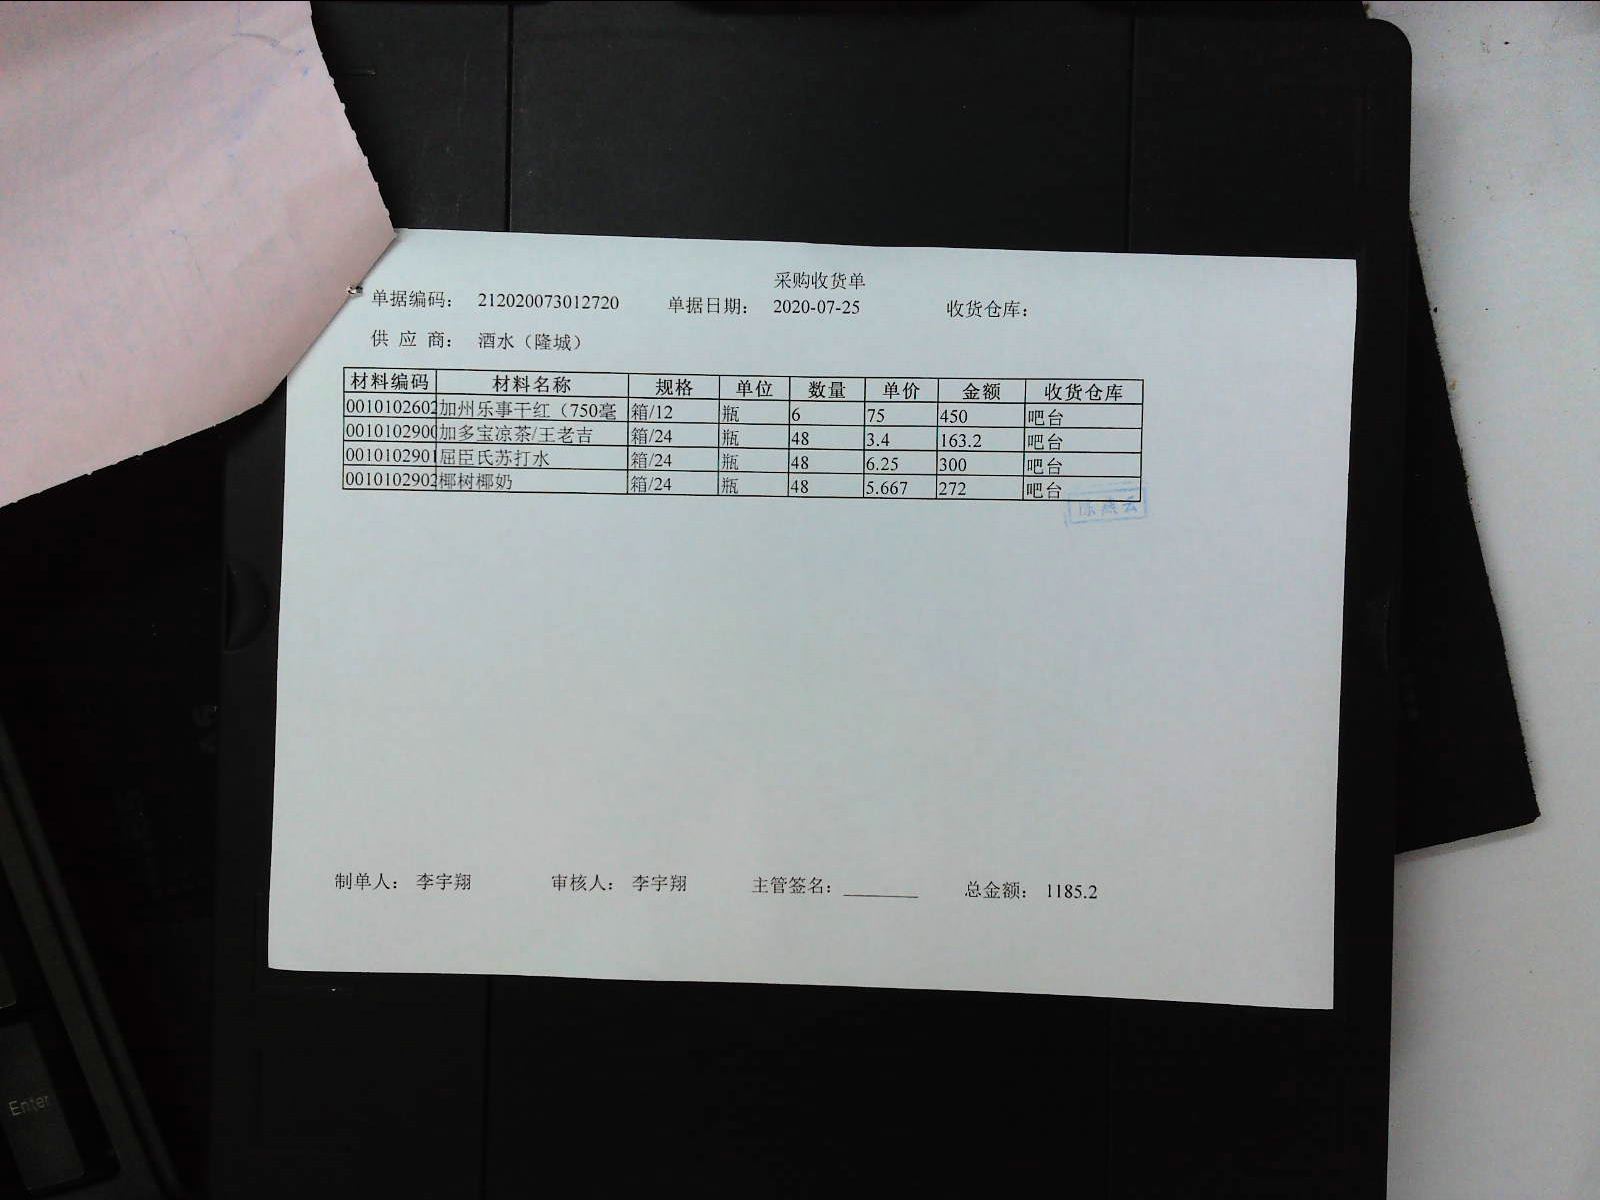 采购收货单
单据编码： 212020073012720 单据日期： 2020-07-25 收货仓库：
供 应 商： 酒水（隆城）
材料编码 材料名称 规格 单位 数量 单价 金额 收货仓库
0010102602 加州乐事干红（750毫 箱/12 瓶 6 75 450 吧台
0010102900 加多宝凉茶/王老吉 箱/24 瓶 48 3.4 163.2 吧台
0010102901 屈臣氏苏打水 箱/24 瓶 48 6.25 300 吧台
0010102902 椰树椰奶 箱/24 瓶 48 5.667 272 吧台
陈燕云
制单人： 李宇翔 审核人： 李宇翔 主管签名： 总金额： 1185.2
Enter